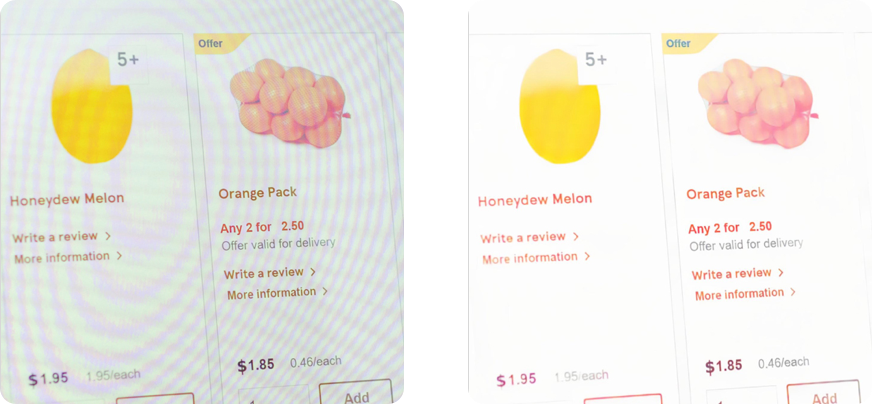 5+
Honeydew Melon
Write a review >
More information >
$1.95 1.95/each
Offer
Orange Pack
Any 2 for 2.50
Offer valid for delivery
Write a review >
More information >
$1.85 0.46/each
Add
5+
Honeydew Melon
Write a review >
More information >
$1.95 1.95/each
Offer
Orange Pack
Any 2 for 2.50
Offer valid for delivery
Write a review >
More information >
$1.85 0.46/each
Add